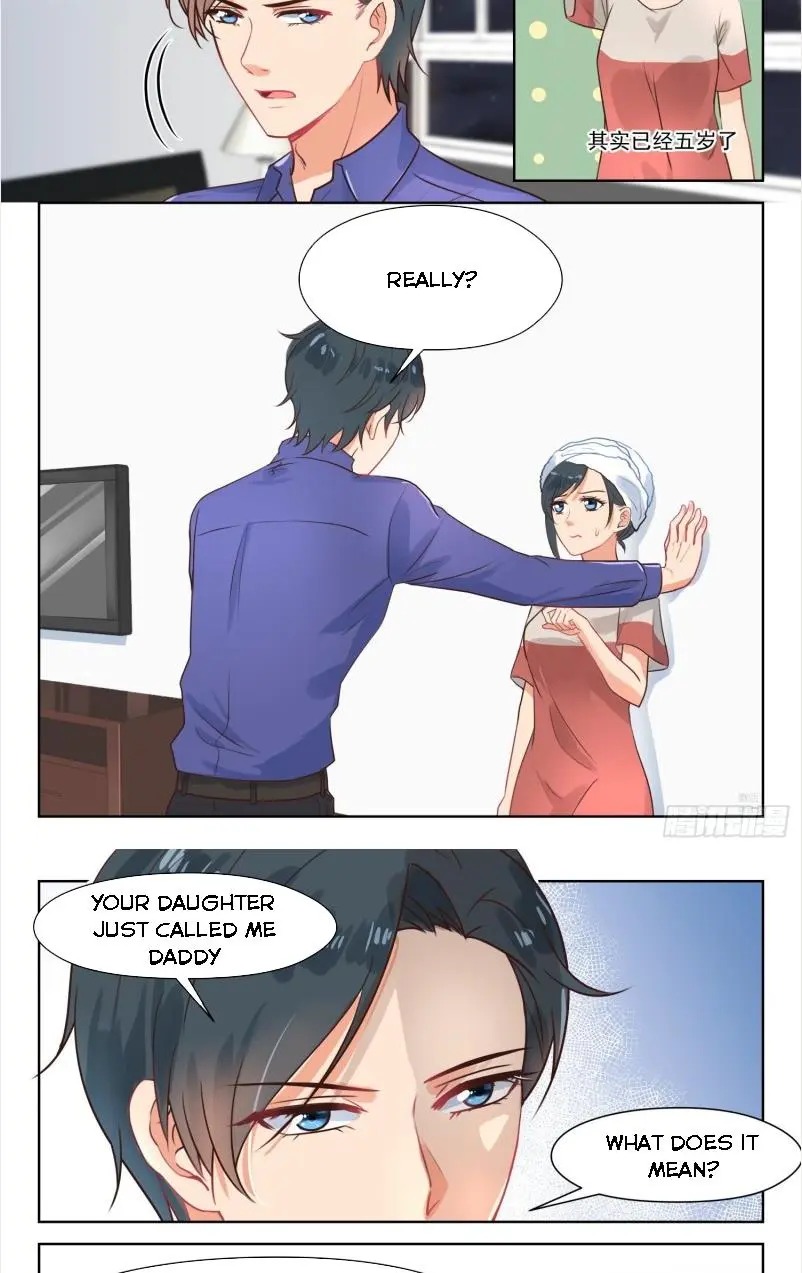 其实已经五岁了
REALLY?
YOUR DAUGHTER
JUST CALLED ME
DADDY
WHAT DOES IT
MEAN?